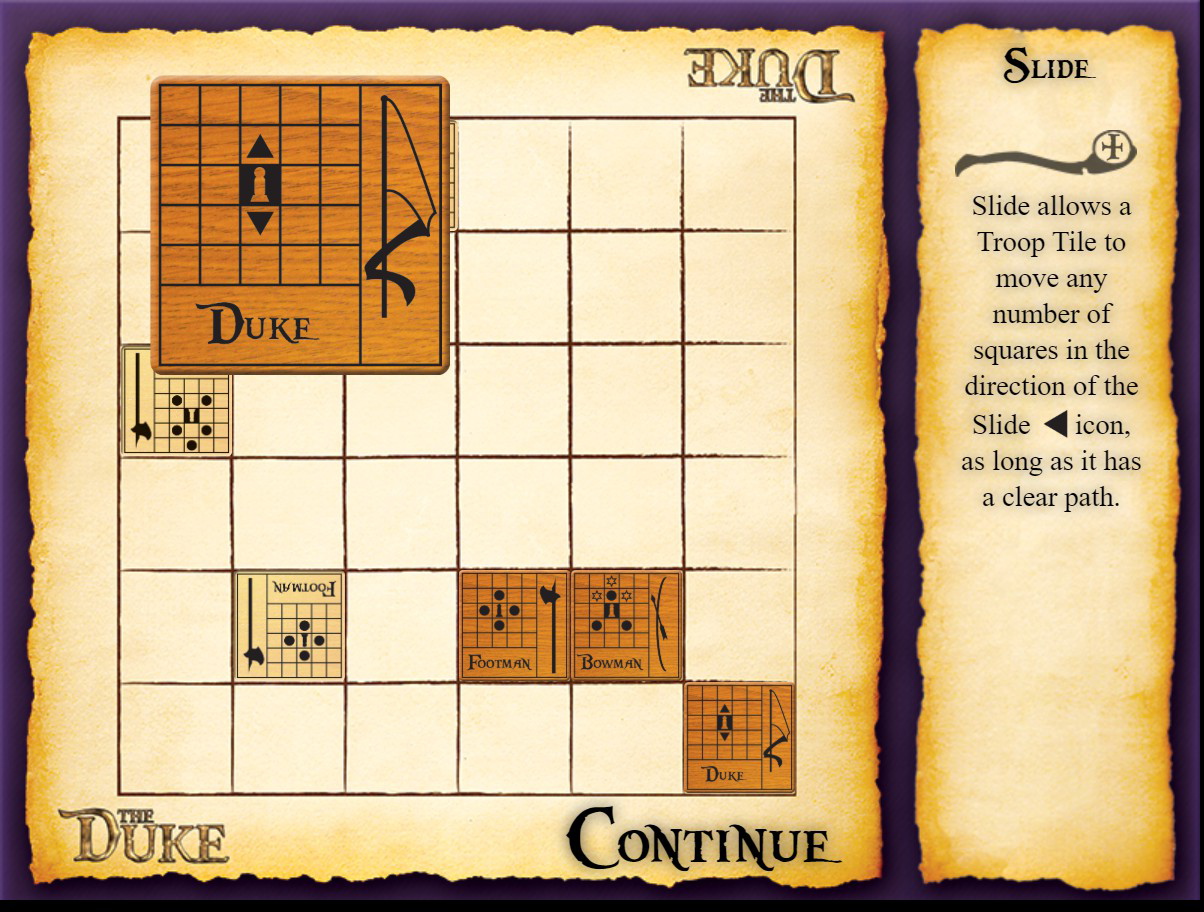 THE
DUKE
SLIDE
Slide allows a
Troop Tile to
move any
number of
squares in the
direction of the
Slide ◀ icon,
as long as it has
a clear path.
DUKE
FOOTMAN
FOOTMAN
BOWMAN
DUKE
THE
DUKE
CONTINUE